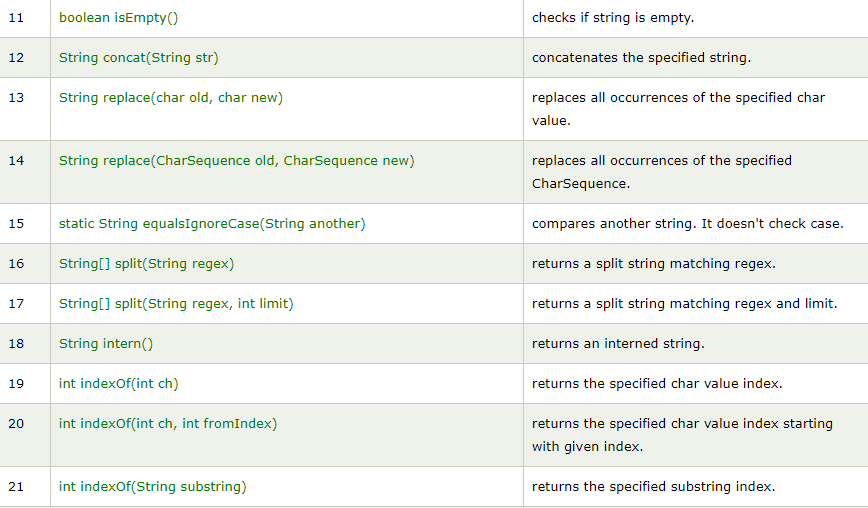 11 boolean isEmpty() checks if string is empty.
12 String concat(String str) concatenates the specified string.
13 String replace(char old, char new) replaces all occurrences of the specified char
value.
14 String replace(CharSequence old, CharSequence new) replaces all occurrences of the specified
CharSequence.
15 static String equalsIgnoreCase(String another) compares another string. It doesn't check case.
16 String[] split(String regex) returns a split string matching regex.
17 String[] split(String regex, int limit) returns a split string matching regex and limit.
18 String intern() returns an interned string.
19 int indexOf(int ch) returns the specified char value index.
20 int indexOf(int ch, int fromIndex) returns the specified char value index starting
with given index.
21 int indexOf(String substring) returns the specified substring index.